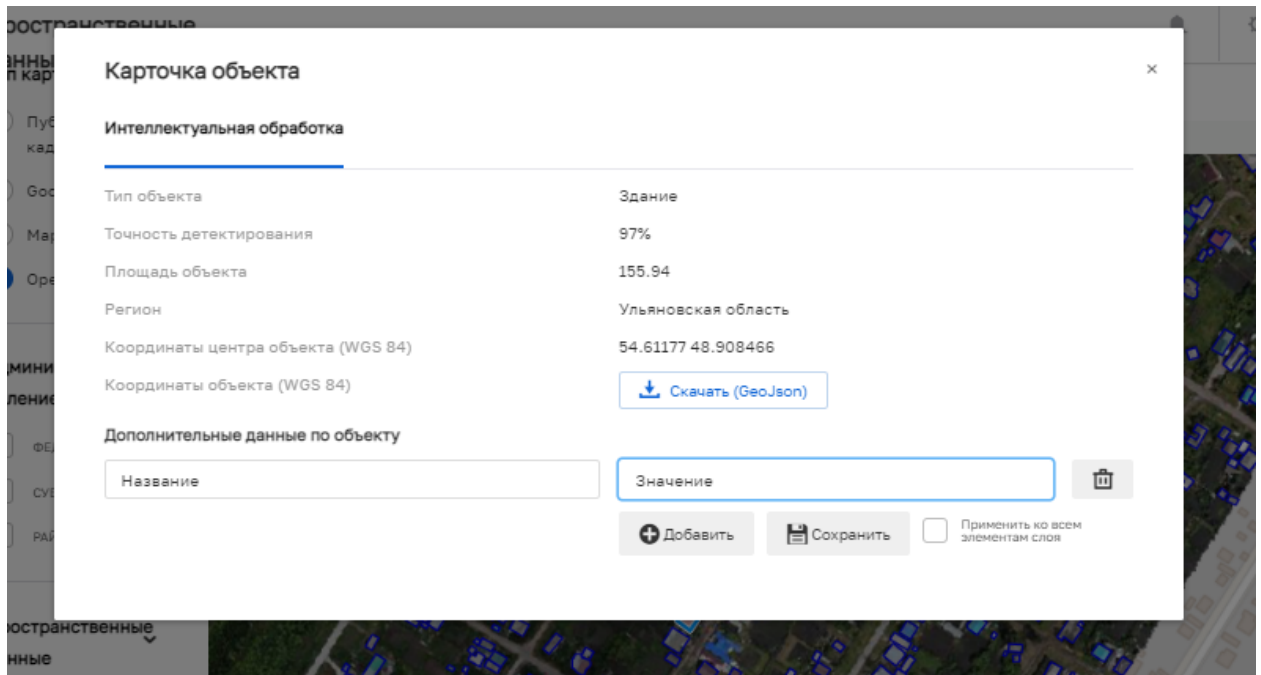 Карточка объекта
×
Интеллектуальная обработка
Тип объекта
Здание
Точность детектирования
97%
Площадь объекта
155.94
Регион
Ульяновская область
Координаты центра объекта (WGS 84)
54.61177 48.908466
Координаты объекта (WGS 84)
Скачать (GeoJson)
Дополнительные данные по объекту
Название
Значение
Добавить
Сохранить
Применить ко всем
элементам слоя